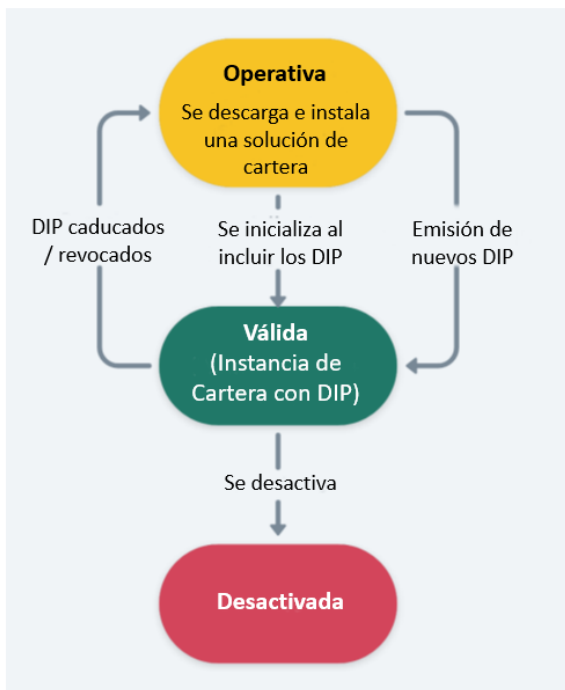 Operativa
Se descarga e instala
una solución de
cartera
DIP caducados
/ revocados
Se inicializa al
incluir los DIP
Emisión de
nuevos DIP
Válida
(Instancia de
Cartera con DIP)
Se desactiva
Desactivada